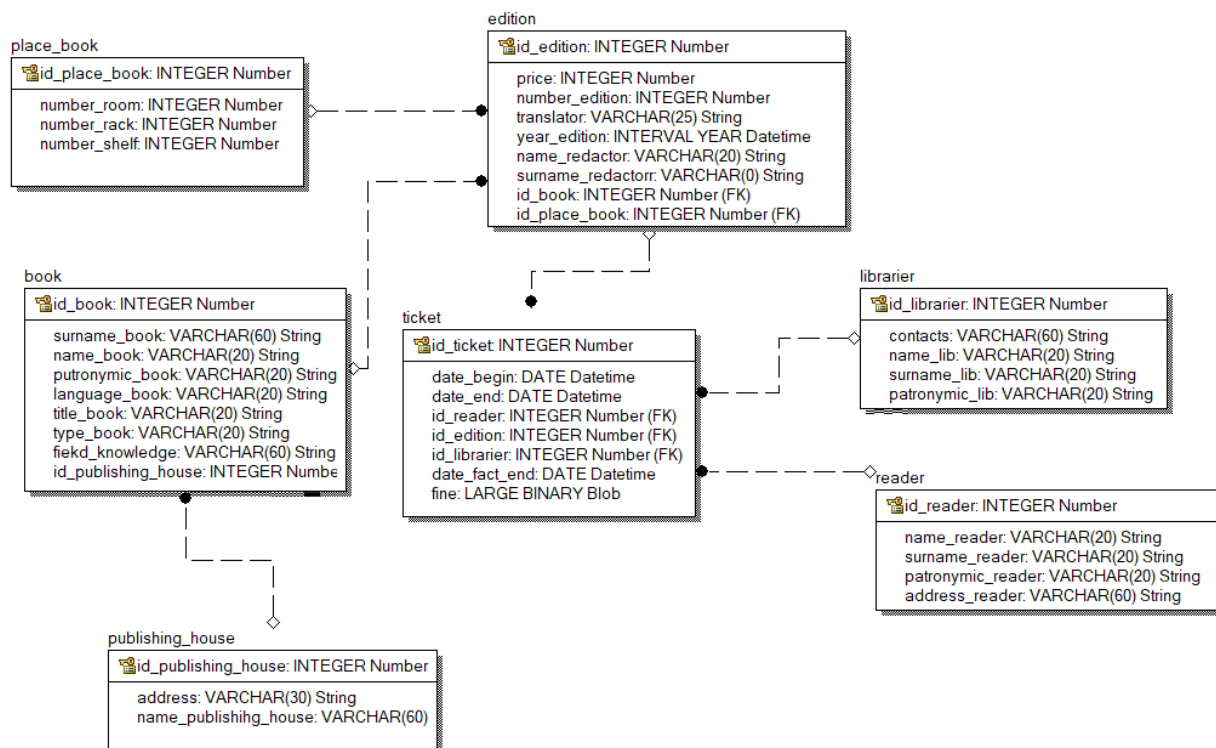 place_book
id_place_book: INTEGER Number
number_room: INTEGER Number
number_rack: INTEGER Number
number_shelf: INTEGER Number
edition
id_edition: INTEGER Number
price: INTEGER Number
number_edition: INTEGER Number
translator: VARCHAR(25) String
year_edition: INTERVAL YEAR Datetime
name_redactor: VARCHAR(20) String
surname_redactorr: VARCHAR(0) String
id_book: INTEGER Number (FK)
id_place_book: INTEGER Number (FK)
book
id_book: INTEGER Number
surname_book: VARCHAR(60) String
name_book: VARCHAR(20) String
putronymic_book: VARCHAR(20) String
language_book: VARCHAR(20) String
title_book: VARCHAR(20) String
type_book: VARCHAR(20) String
fiekd_knowledge: VARCHAR(60) String
id_publishing_house: INTEGER Numbe
ticket
id_ticket: INTEGER Number
date_begin: DATE Datetime
date_end: DATE Datetime
id_reader: INTEGER Number (FK)
id_edition: INTEGER Number (FK)
id_librarier: INTEGER Number (FK)
date_fact_end: DATE Datetime
fine: LARGE BINARY Blob
librarier
id_librarier: INTEGER Number
contacts: VARCHAR(60) String
name_lib: VARCHAR(20) String
surname_lib: VARCHAR(20) String
patronymic_lib: VARCHAR(20) String
reader
id_reader: INTEGER Number
name_reader: VARCHAR(20) String
surname_reader: VARCHAR(20) String
patronymic_reader: VARCHAR(20) String
address_reader: VARCHAR(60) String
publishing_house
id_publishing_house: INTEGER Number
address: VARCHAR(30) String
name_publishihg_house: VARCHAR(60)